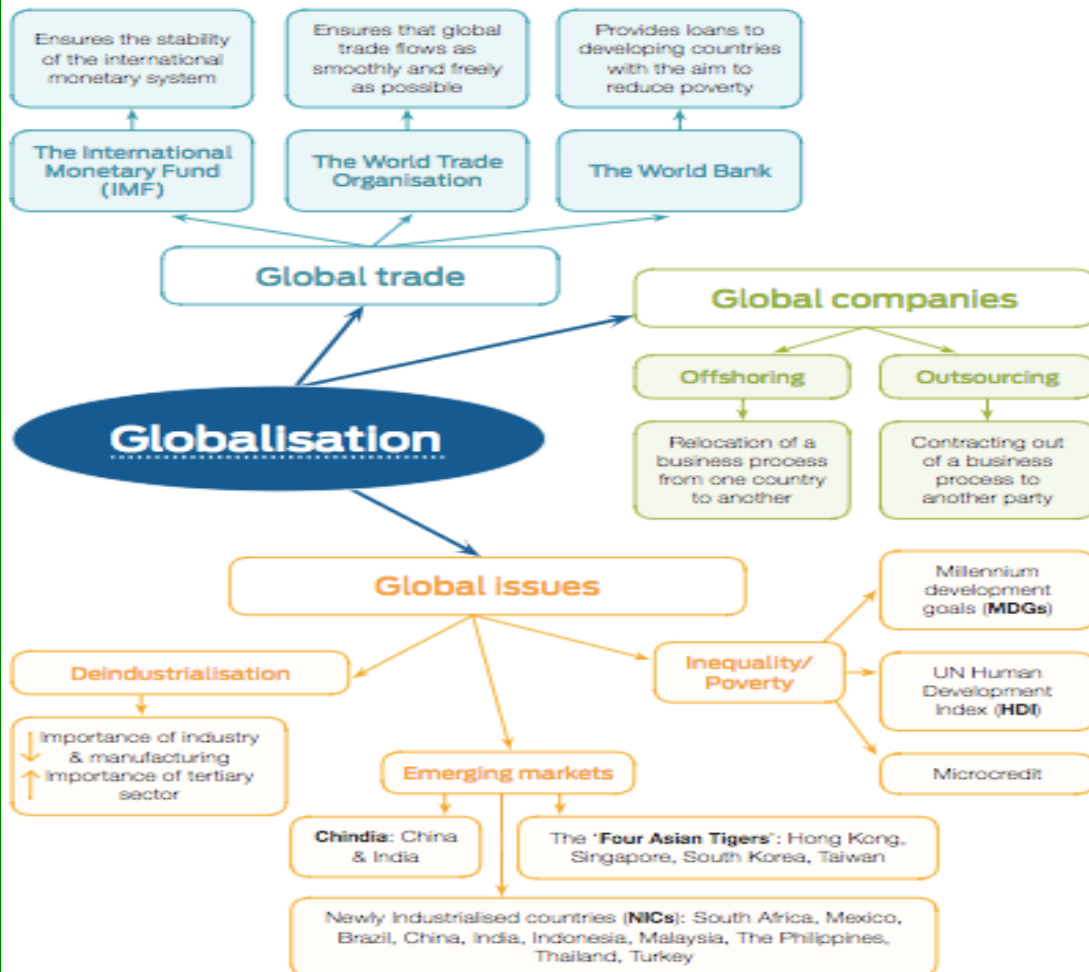 Ensures the stability
of the international
monetary system
Ensures that global
trade flows as
smoothly and freely
as possible
Provides loans to
developing countries
with the aim to
reduce poverty
The International
Monetary Fund
(IMF)
The World Trade
Organisation
The World Bank
Global trade
Global companies
Offshoring
Outsourcing
Relocation of a
business process
from one country
to another
Contracting out
of a business
process to
another party
Globalisation
Global issues
Deindustrialisation
↓ Importance of industry
& manufacturing
↑ Importance of tertiary
sector
Emerging markets
Chindia: China
& India
The ‘Four Asian Tigers’: Hong Kong,
Singapore, South Korea, Taiwan
Newly Industrialised countries (NICs): South Africa, Mexico,
Brazil, China, India, Indonesia, Malaysia, The Philippines,
Thailand, Turkey
Inequality/
Poverty
Millennium
development
goals (MDGs)
UN Human
Development
Index (HDI)
Microcredit